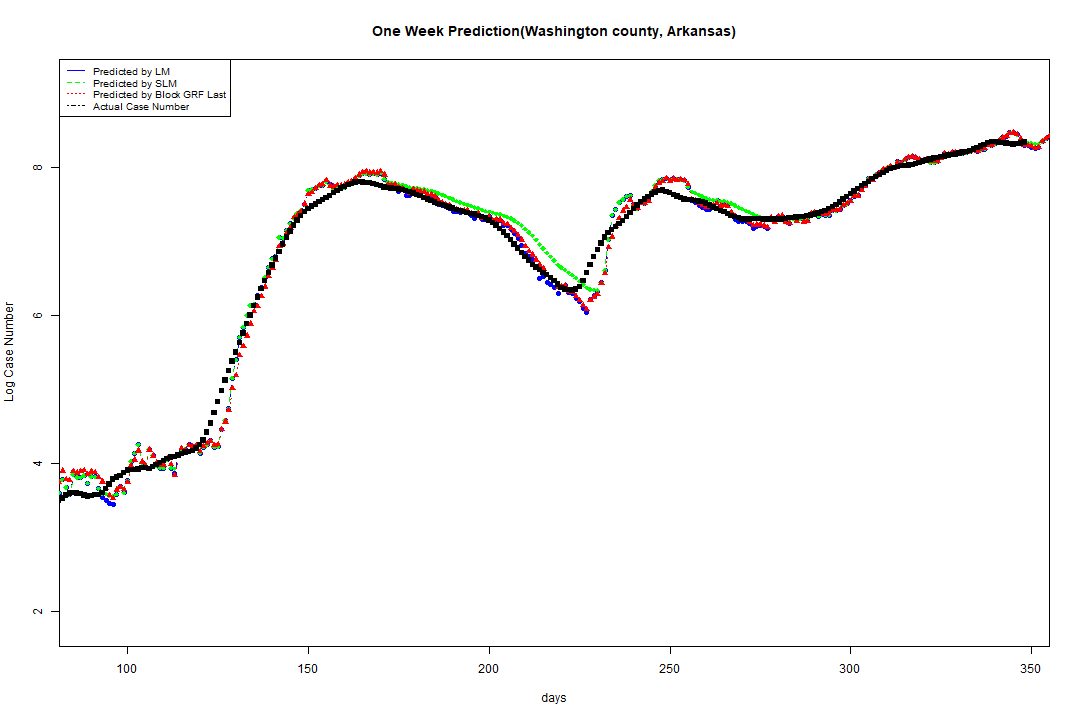 One Week Prediction(Washington county, Arkansas)
Predicted by LM
Predicted by SLM
Predicted by Block GRF Last
Actual Case Number
Log Case Number
8
6
4
2
100 150 200 250 300 350
days